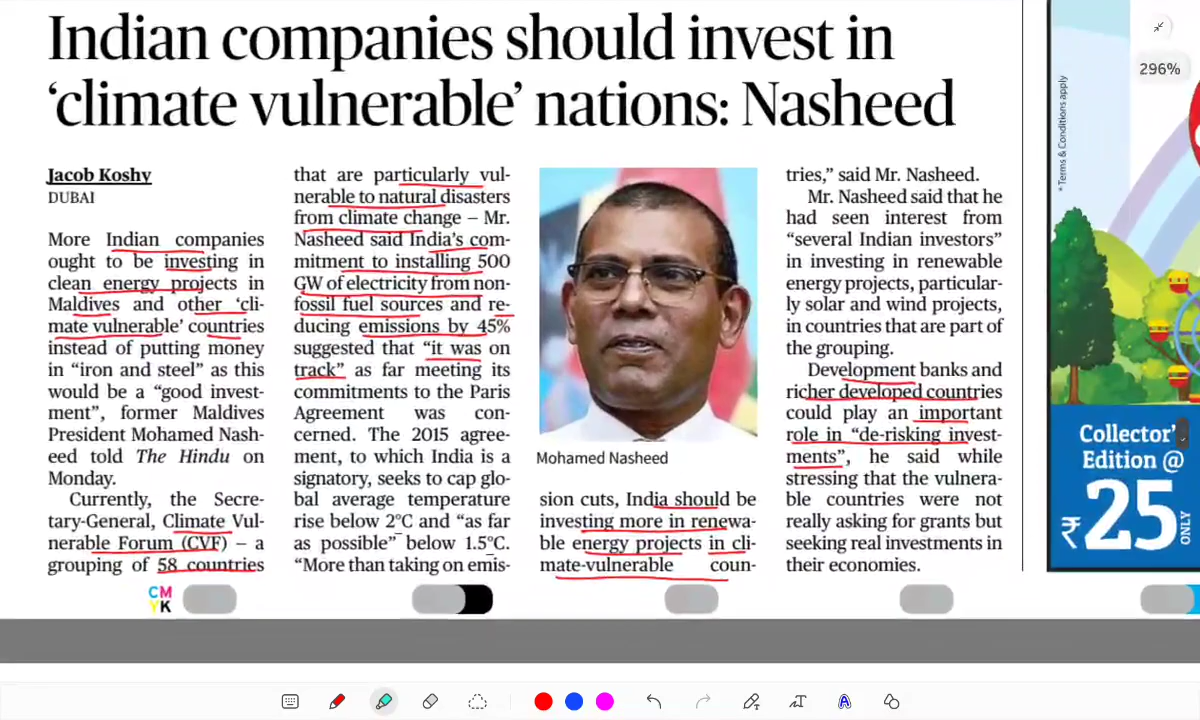 Indian companies should invest in
‘climate vulnerable’ nations: Nasheed
Jacob Koshy
DUBAI
More Indian companies
ought to be investing in
clean energy projects in
Maldives and other ‘cli-
mate vulnerable’ countries
instead of putting money
in “iron and steel” as this
would be a “good invest-
ment”, former Maldives
President Mohamed Nash-
eed told The Hindu on
Monday.
Currently, the Secre-
tary-General, Climate Vul-
nerable Forum (CVF) – a
grouping of 58 countries
that are particularly vul-
nerable to natural disasters
from climate change – Mr.
Nasheed said India’s com-
mitment to installing 500
GW of electricity from non-
fossil fuel sources and re-
ducing emissions by 45%
suggested that “it was on
track” as far meeting its
commitments to the Paris
Agreement was con-
cerned. The 2015 agree-
ment, to which India is a
signatory, seeks to cap glo-
bal average temperature
rise below 2°C and “as far
as possible” below 1.5°C.
“More than taking on emis-
Mohamed Nasheed
sion cuts, India should be
investing more in renewa-
ble energy projects in cli-
mate-vulnerable coun-
tries,” said Mr. Nasheed.
Mr. Nasheed said that he
had seen interest from
“several Indian investors”
in investing in renewable
energy projects, particular-
ly solar and wind projects,
in countries that are part of
the grouping.
Development banks and
richer developed countries
could play an important
role in “de-risking invest-
ments”, he said while
stressing that the vulnera-
ble countries were not
really asking for grants but
seeking real investments in
their economies.
* Terms & Conditions apply
296%
Collector’
Edition @
₹25
ONLY
CM
YK